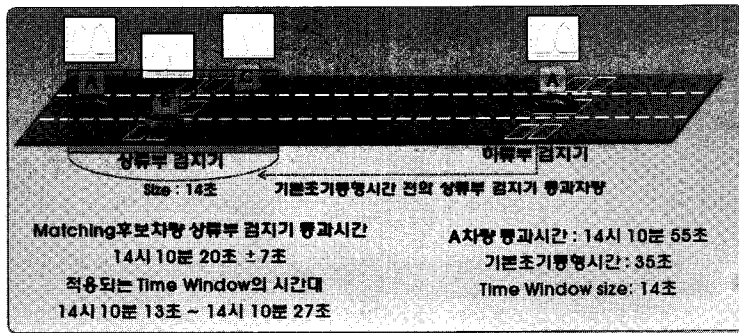 A
B
C
A
상류부 검지기
하류부 검지기
Size : 14초
기본초기통행시간 전의 상류부 검지기 통과차량
Matching후보차량 상류부 검지기 통과시간
14시 10분 20초 ±7초
적용되는 Time Window의 시간대
14시 10분 13초 ~ 14시 10분 27초
A차량 통과시간 : 14시 10분 55초
기본초기통행시간 : 35초
Time Window size: 14초